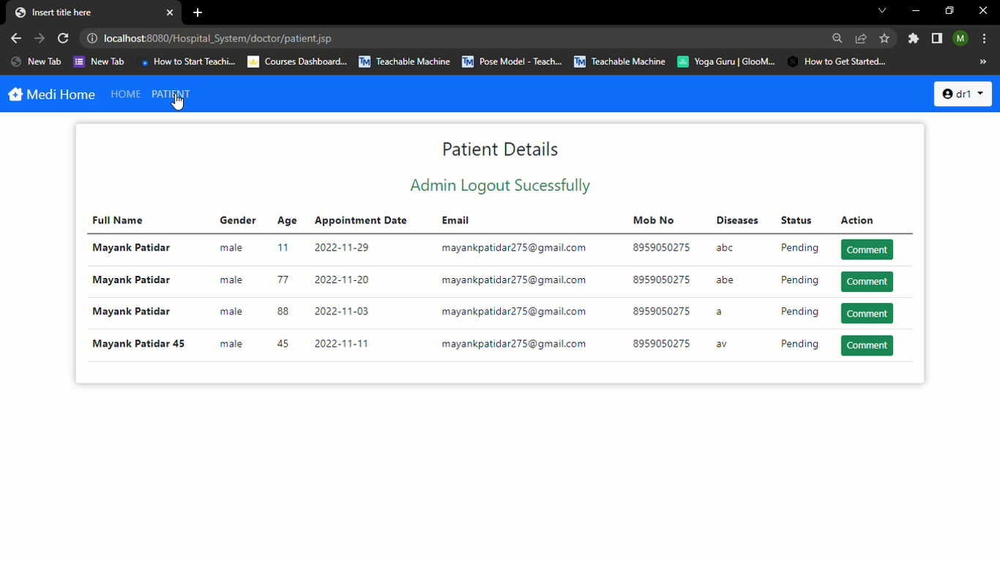 Insert title here
localhost:8080/Hospital_System/doctor/patient.jsp
M
New Tab New Tab How to Start Teachi... Courses Dashboard... Teachable Machine Pose Model - Teach... Teachable Machine Yoga Guru | GlooM... How to Get Started... »
Medi Home HOME PATIENT dr1
Patient Details
Admin Logout Sucessfully
Full Name Gender Age Appointment Date Email Mob No Diseases Status Action
Mayank Patidar male 11 2022-11-29 mayankpatidar275@gmail.com 8959050275 abc Pending Comment
Mayank Patidar male 77 2022-11-20 mayankpatidar275@gmail.com 8959050275 abe Pending Comment
Mayank Patidar male 88 2022-11-03 mayankpatidar275@gmail.com 8959050275 a Pending Comment
Mayank Patidar 45 male 45 2022-11-11 mayankpatidar275@gmail.com 8959050275 av Pending Comment